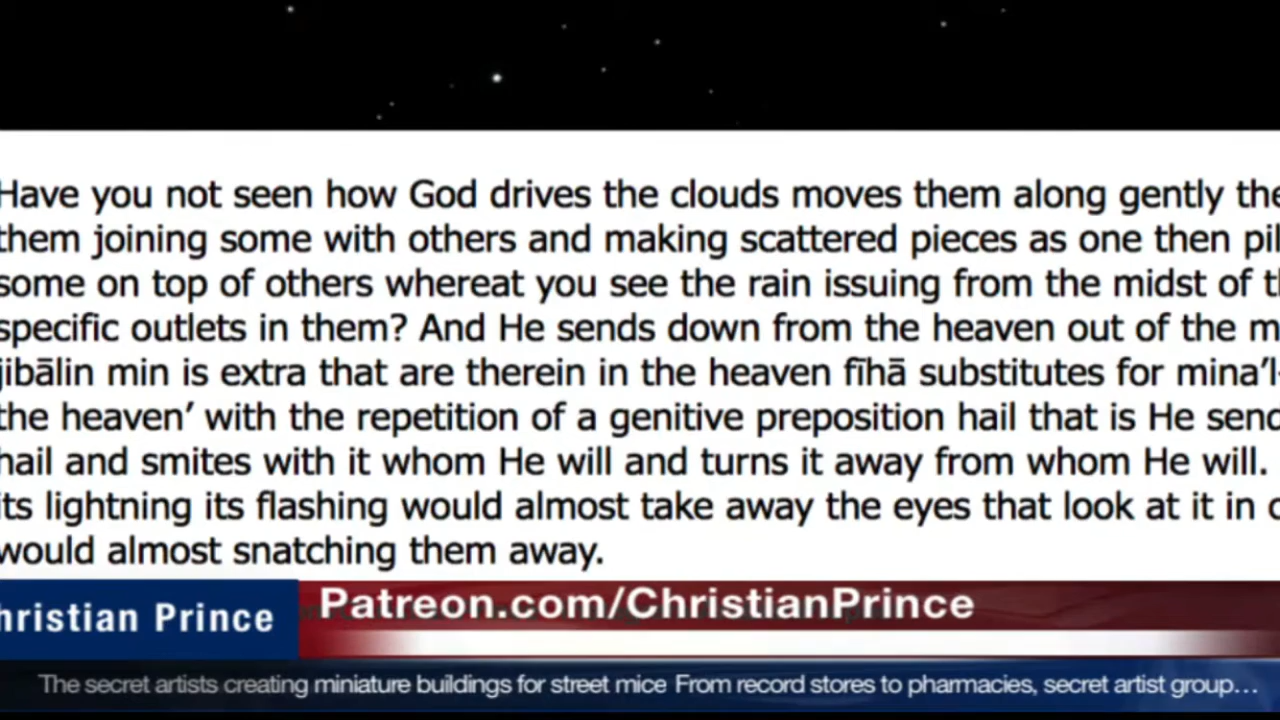 Have you not seen how God drives the clouds moves them along gently the
them joining some with others and making scattered pieces as one then pil
some on top of others whereat you see the rain issuing from the midst of t
specific outlets in them? And He sends down from the heaven out of the m
jibālin min is extra that are therein in the heaven fīhā substitutes for mina’l-
the heaven’ with the repetition of a genitive preposition hail that is He send
hail and smites with it whom He will and turns it away from whom He will.
its lightning its flashing would almost take away the eyes that look at it in
would almost snatching them away.
hristian Prince
Patreon.com/ChristianPrince
The secret artists creating miniature buildings for street mice From record stores to pharmacies, secret artist group…